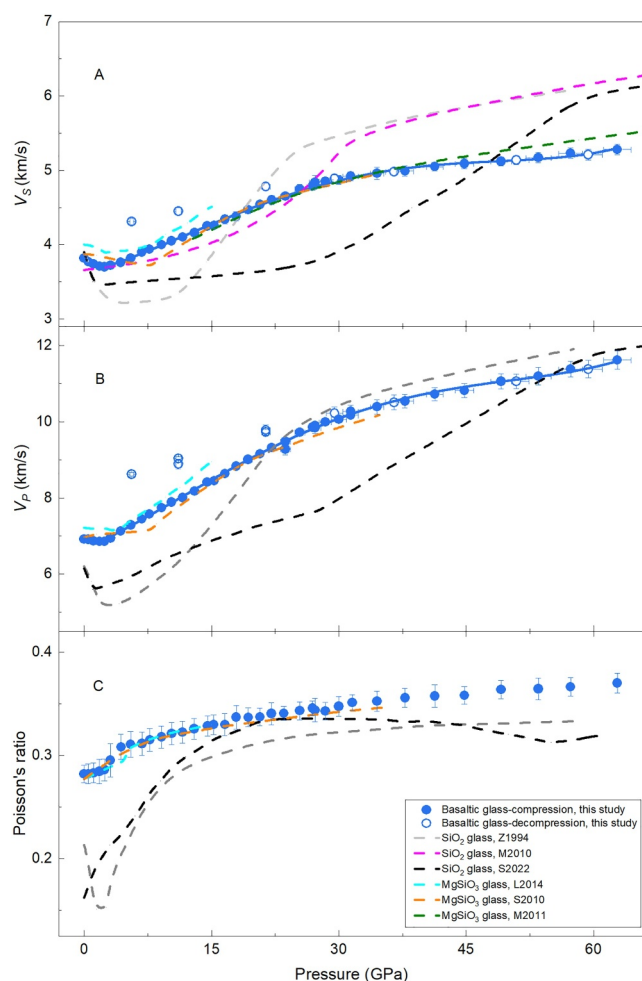 7
A
6
Vs
(km/s)
5
4
3
12
B
10
VP (km/s)
8
6
0.4
C
Poisson's ratio
0.3
0.2
Basaltic glass-compression, this study
Basaltic glass-decompression, this study
SiO2 glass, Z1994
SiO2 glass, M2010
SiO2 glass, S2022
MgSiO3 glass, L2014
MgSiO3 glass, S2010
MgSiO3 glass, M2011
0 15 30 45 60
Pressure (GPa)